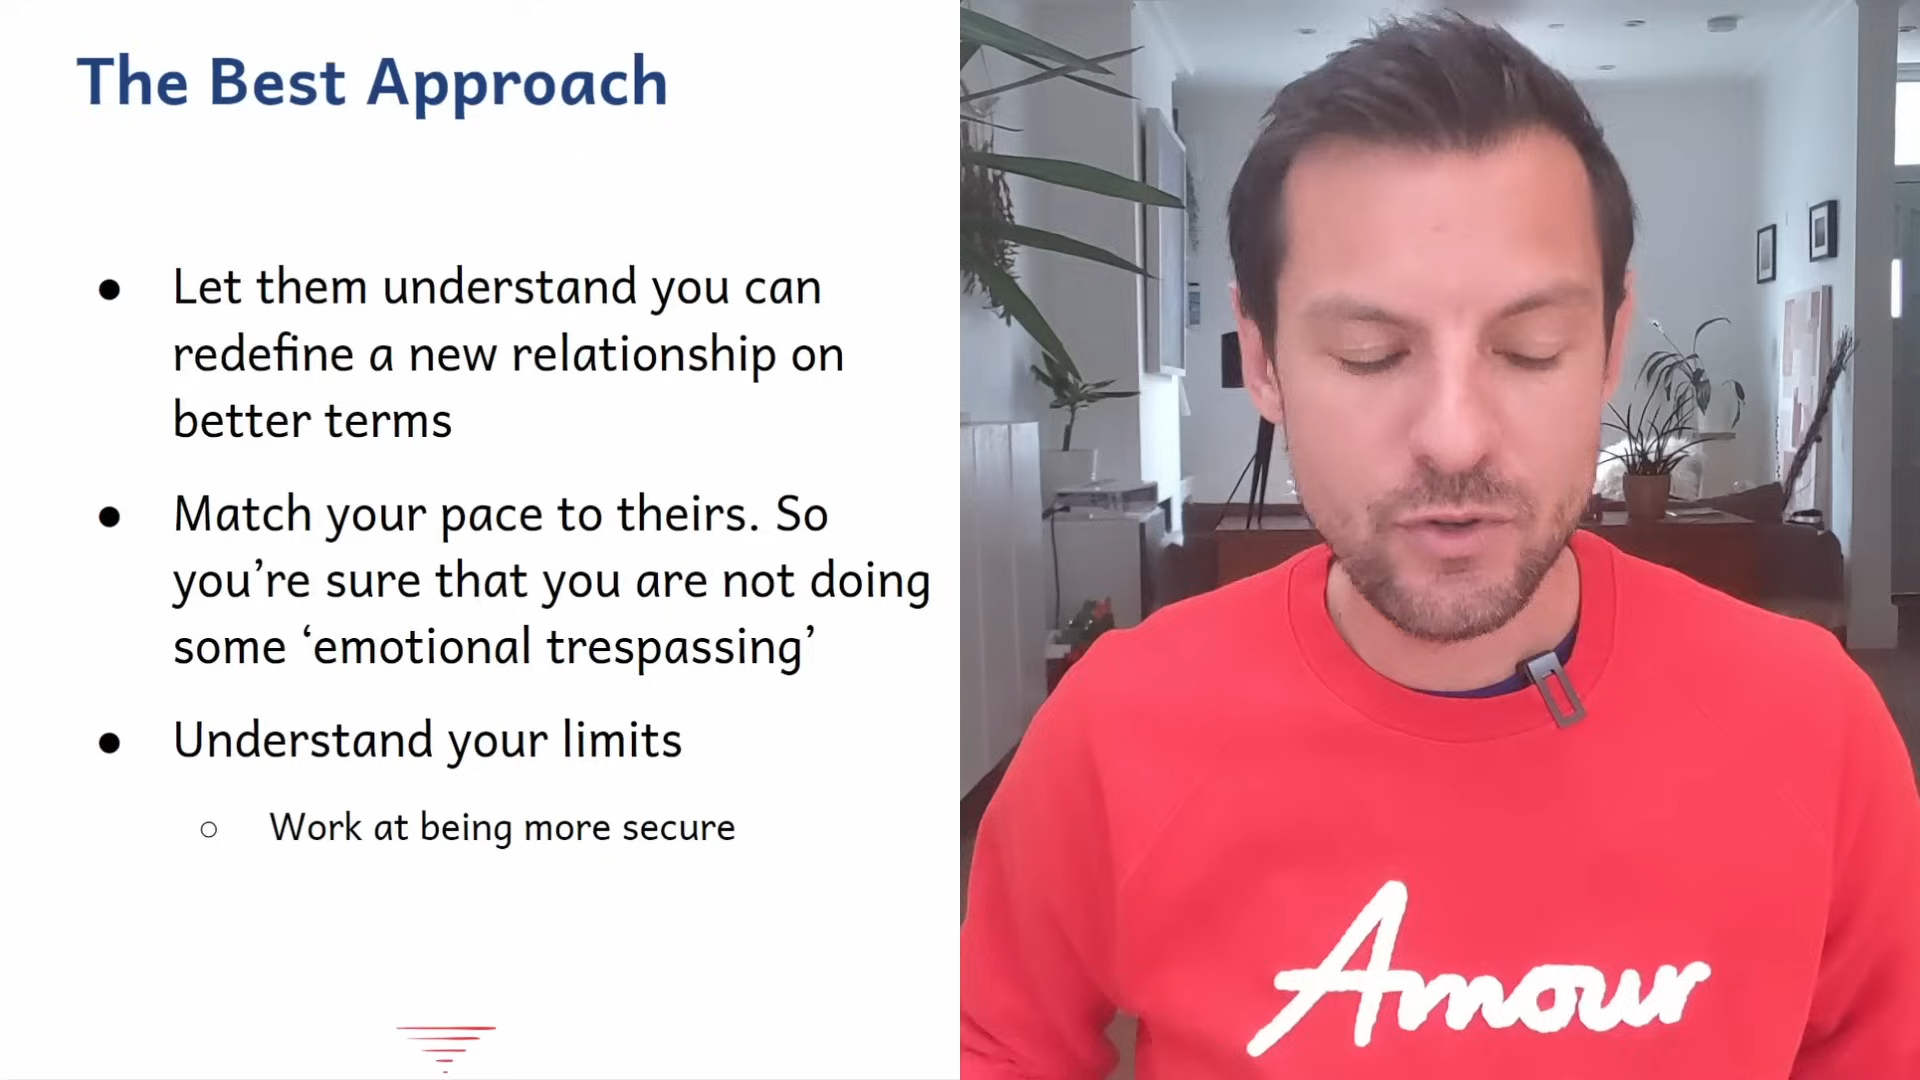 The Best Approach
● Let them understand you can
redefine a new relationship on
better terms
● Match your pace to theirs. So
you’re sure that you are not doing
some ‘emotional trespassing’
● Understand your limits
○ Work at being more secure
Amour